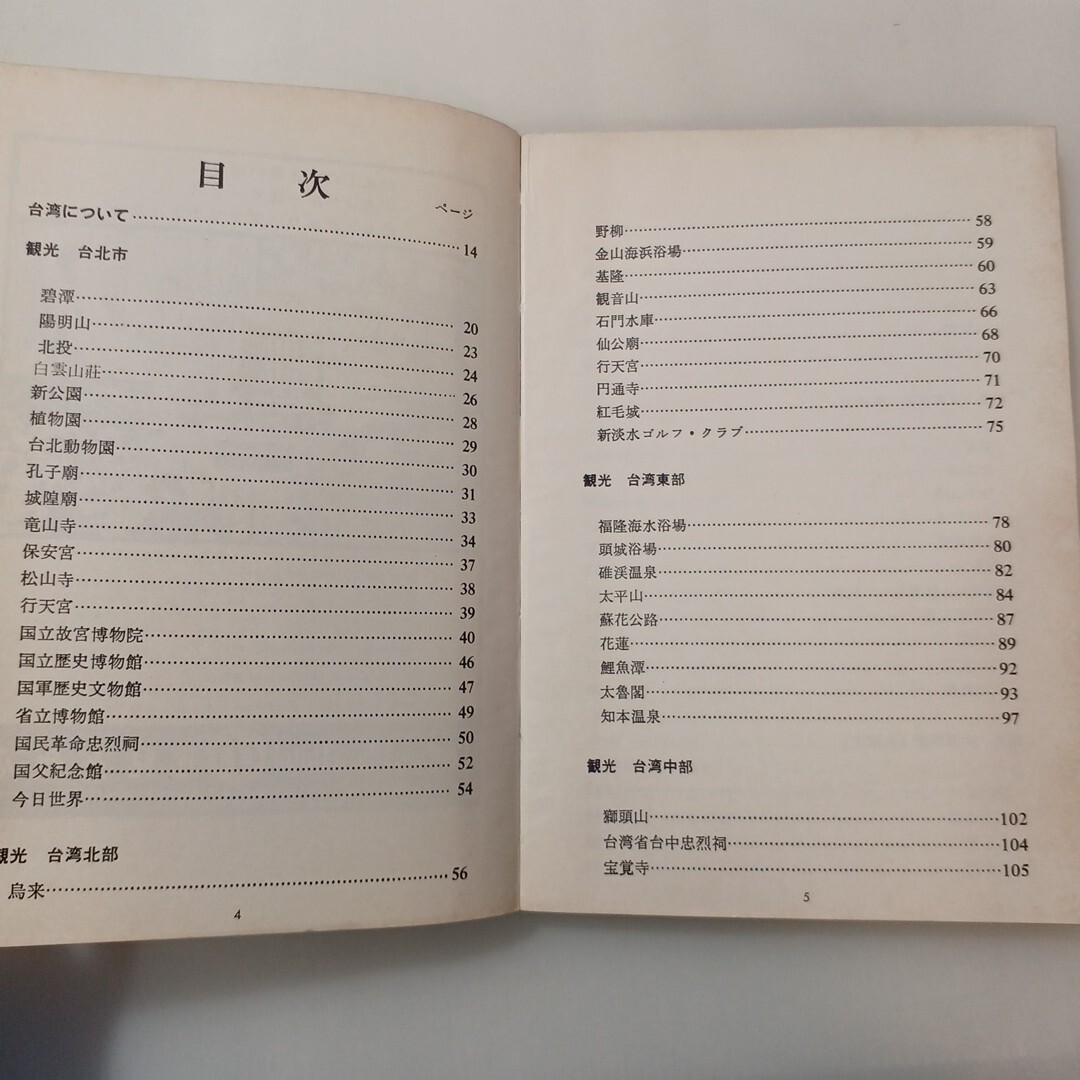 目 次
ページ
台湾について……………………………14
観光 台北市
碧潭……………………………20
陽明山……………………………23
北投……………………………24
白雲山荘……………………………26
新公園……………………………28
植物園……………………………29
台北動物園……………………………30
孔子廟……………………………31
城隍廟……………………………33
竜山寺……………………………34
保安宮……………………………37
松山寺……………………………38
行天宮……………………………39
国立故宮博物院……………………………40
国立歴史博物館……………………………46
国軍歴史文物館……………………………47
省立博物館……………………………49
国民革命忠烈祠……………………………50
国父紀念館……………………………52
今日世界……………………………54
観光 台湾北部
烏来……………………………56
4
野柳……………………………58
金山海浜浴場……………………………59
基隆……………………………60
観音山……………………………63
石門水庫……………………………66
仙公廟……………………………68
行天宮……………………………70
円通寺……………………………71
紅毛城……………………………72
新淡水ゴルフ・クラブ……………………………75
観光 台湾東部
福隆海水浴場……………………………78
頭城浴場……………………………80
礁渓温泉……………………………82
太平山……………………………84
蘇花公路……………………………87
花蓮……………………………89
鯉魚潭……………………………92
太魯閣……………………………93
知本温泉……………………………97
観光 台湾中部
獅頭山……………………………102
台湾省台中忠烈祠……………………………104
宝覚寺……………………………105
5